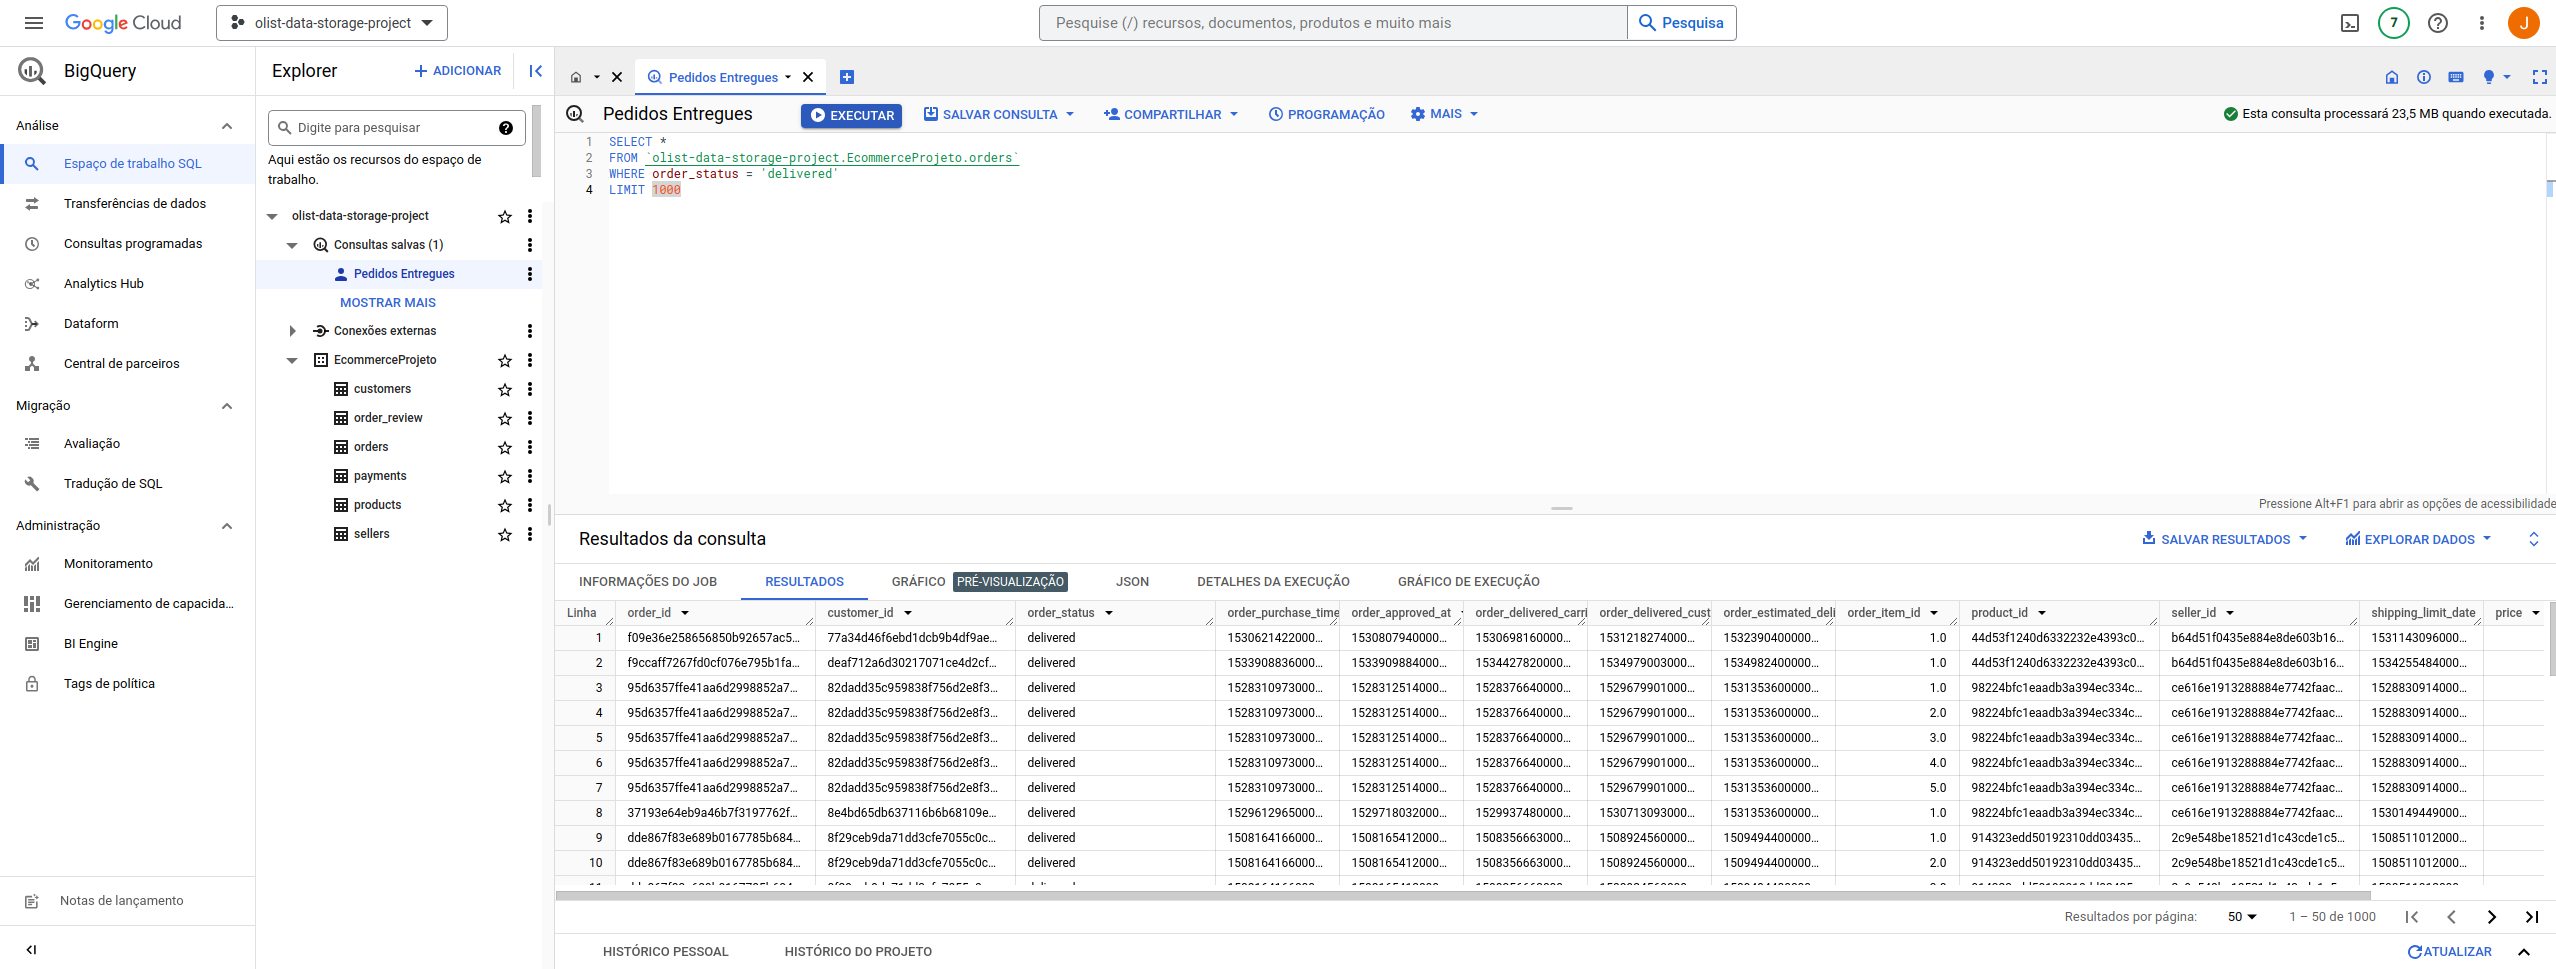 Google Cloud
olist-data-storage-project
Pesquise (/) recursos, documentos, produtos e muito mais
Pesquisa
7
J
BigQuery
Análise
Espaço de trabalho SQL
Transferências de dados
Consultas programadas
Analytics Hub
Dataform
Central de parceiros
Migração
Avaliação
Tradução de SQL
Administração
Monitoramento
Gerenciamento de capacida...
BI Engine
Tags de política
Notas de lançamento
Explorer
ADICIONAR
Digite para pesquisar
Aqui estão os recursos do espaço de
trabalho.
olist-data-storage-project
Consultas salvas (1)
Pedidos Entregues
MOSTRAR MAIS
Conexões externas
EcommerceProjeto
customers
order_review
orders
payments
products
sellers
Pedidos Entregues
Pedidos Entregues
EXECUTAR
SALVAR CONSULTA
COMPARTILHAR
PROGRAMAÇÃO
MAIS
Esta consulta processará 23,5 MB quando executada.
1 SELECT *
2 FROM `olist-data-storage-project.EcommerceProjeto.orders`
3 WHERE order_status = 'delivered'
4 LIMIT 1000
Pressione Alt+F1 para abrir as opções de acessibilidade
Resultados da consulta
SALVAR RESULTADOS
EXPLORAR DADOS
INFORMAÇÕES DO JOB RESULTADOS GRÁFICO PRÉ-VISUALIZAÇÃO JSON DETALHES DA EXECUÇÃO GRÁFICO DE EXECUÇÃO
Linha order_id customer_id order_status order_purchase_time order_approved_at order_delivered_carri order_delivered_cust order_estimated_deli order_item_id product_id seller_id shipping_limit_date price
1 f09e36e258656850b92657ac5... 77a34d46f6ebd1dcb9b4df9ae... delivered 1530621422000... 1530807940000... 1530698160000... 1531218274000... 1532390400000... 1.0 44d53f1240d6332232e4393c0... b64d51f0435e884e8de603b16... 1531143096000...
2 f9ccaff7267fd0cf076e795b1fa... deaf712a6d30217071ce4d2cf... delivered 1533908836000... 1533909884000... 1534427820000... 1534979003000... 1534982400000... 1.0 44d53f1240d6332232e4393c0... b64d51f0435e884e8de603b16... 1534255484000...
3 95d6357ffe41aa6d2998852a7... 82dadd35c959838f756d2e8f3... delivered 1528310973000... 1528312514000... 1528376640000... 1529679901000... 1531353600000... 1.0 98224bfc1eaadb3a394ec334c... ce616e1913288884e7742faac... 1528830914000...
4 95d6357ffe41aa6d2998852a7... 82dadd35c959838f756d2e8f3... delivered 1528310973000... 1528312514000... 1528376640000... 1529679901000... 1531353600000... 2.0 98224bfc1eaadb3a394ec334c... ce616e1913288884e7742faac... 1528830914000...
5 95d6357ffe41aa6d2998852a7... 82dadd35c959838f756d2e8f3... delivered 1528310973000... 1528312514000... 1528376640000... 1529679901000... 1531353600000... 3.0 98224bfc1eaadb3a394ec334c... ce616e1913288884e7742faac... 1528830914000...
6 95d6357ffe41aa6d2998852a7... 82dadd35c959838f756d2e8f3... delivered 1528310973000... 1528312514000... 1528376640000... 1529679901000... 1531353600000... 4.0 98224bfc1eaadb3a394ec334c... ce616e1913288884e7742faac... 1528830914000...
7 95d6357ffe41aa6d2998852a7... 82dadd35c959838f756d2e8f3... delivered 1528310973000... 1528312514000... 1528376640000... 1529679901000... 1531353600000... 5.0 98224bfc1eaadb3a394ec334c... ce616e1913288884e7742faac... 1528830914000...
8 37193e64eb9a46b7f3197762f... 8e4bd65db637116b6b68109e... delivered 1529612965000... 1529718032000... 1529937480000... 1530713093000... 1531353600000... 1.0 98224bfc1eaadb3a394ec334c... ce616e1913288884e7742faac... 1530149449000...
9 dde867f83e689b0167785b684... 8f29ceb9da71dd3cfe7055c0c... delivered 1508164166000... 1508165412000... 1508356663000... 1508924560000... 1509494400000... 1.0 914323edd50192310dd03435... 2c9e548be18521d1c43cde1c5... 1508511012000...
10 dde867f83e689b0167785b684... 8f29ceb9da71dd3cfe7055c0c... delivered 1508164166000... 1508165412000... 1508356663000... 1508924560000... 1509494400000... 2.0 914323edd50192310dd03435... 2c9e548be18521d1c43cde1c5... 1508511012000...
Resultados por página: 50 1 – 50 de 1000
HISTÓRICO PESSOAL HISTÓRICO DO PROJETO
ATUALIZAR